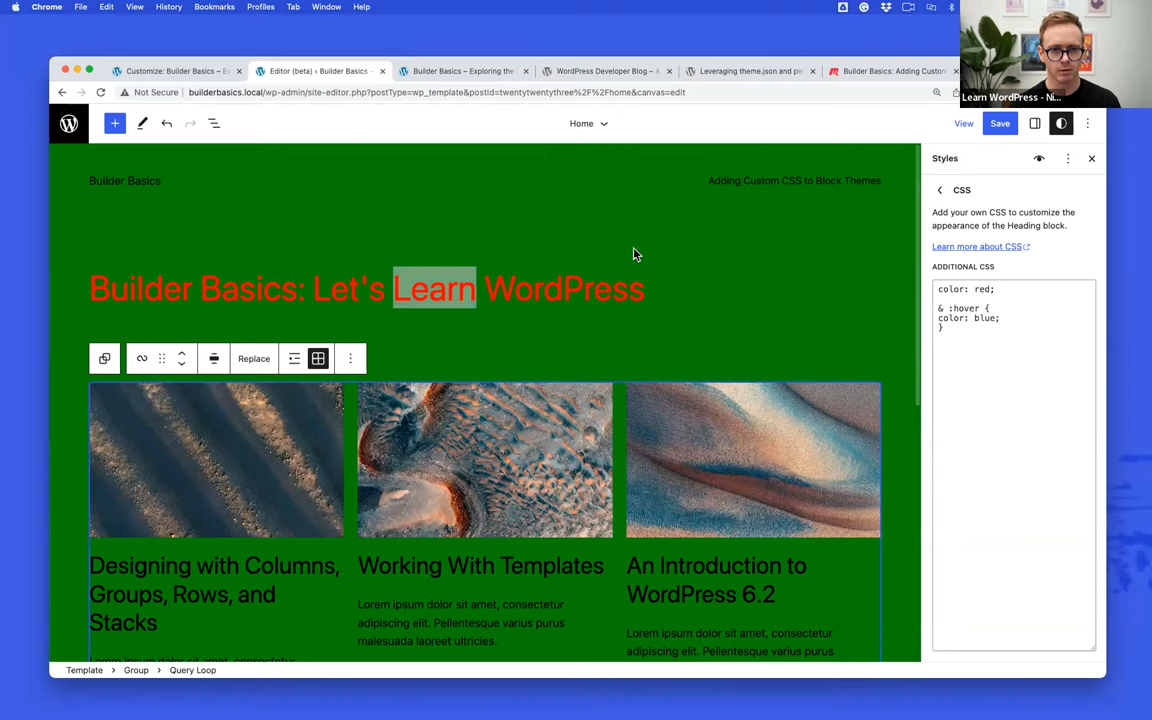 Chrome File Edit View History Bookmarks Profiles Tab Window Help
Learn WordPress - Ni...
Customize: Builder Basics – E
Editor (beta) ‹ Builder Basics –
Builder Basics – Exploring the
WordPress Developer Blog – A
Leveraging theme.json and pe
Builder Basics: Adding Custom
Not Secure builderbasics.local/wp-admin/site-editor.php?postType=wp_template&postId=twentytwentythree%2F%2Fhome&canvas=edit
Home
View
Save
Builder Basics
Adding Custom CSS to Block Themes
Builder Basics: Let's Learn WordPress
Replace
Designing with Columns,
Groups, Rows, and
Stacks
Lorem ipsum dolor sit amet, consectetur
Working With Templates
Lorem ipsum dolor sit amet, consectetur
adipiscing elit. Pellentesque varius purus
malesuada laoreet ultricies.
An Introduction to
WordPress 6.2
Lorem ipsum dolor sit amet, consectetur
adipiscing elit. Pellentesque varius purus
Styles
CSS
Add your own CSS to customize the
appearance of the Heading block.
Learn more about CSS
ADDITIONAL CSS
color: red;
& :hover {
color: blue;
}
Template > Group > Query Loop